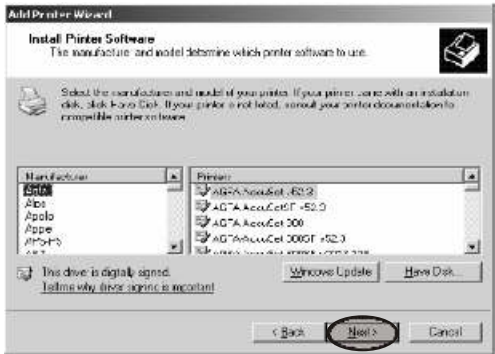 Add Printer Wizard
Install Printer Software
The manufacturer and model determine which printer software to use.
Select the manufacturer and model of your printer. If your printer came with an installation
disk, click Have Disk. If your printer is not listed, consult your printer documentation for
compatible printer software.
Manufacturer
Agfa
Alps
Apollo
Apple
APS-PS
Printers
AGFA-AccuSet v52.3
AGFA-AccuSetSF v52.3
AGFA-AccuSet 800
AGFA-AccuSet 800SF v52.3
This driver is digitally signed.
Tell me why driver signing is important
Windows Update
Have Disk...
< Back
Next >
Cancel